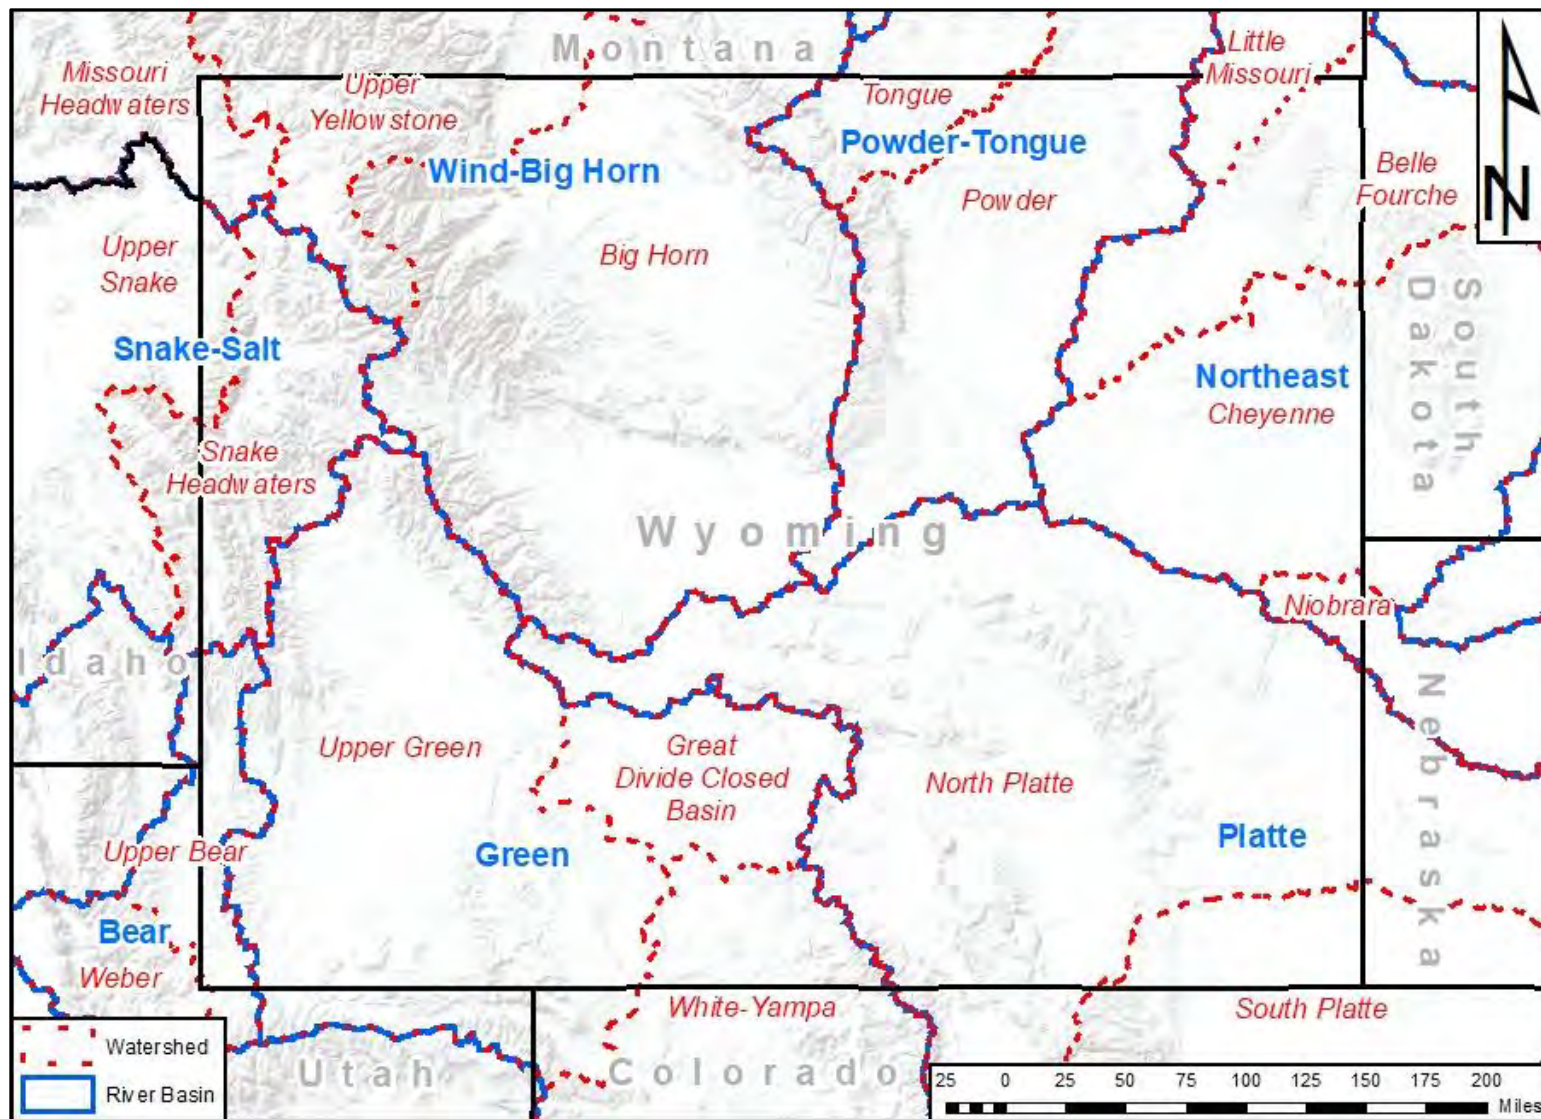 Montana
Little
Missouri
Missouri
Headwaters
Upper
Yellowstone
Tongue
Powder-Tongue
Wind-Big Horn
Belle
Fourche
Powder
Upper
Snake
Big Horn
South
Dakota
Snake-Salt
Northeast
Cheyenne
Snake
Headwaters
Wyoming
Niobrara
Idaho
Nebraska
Upper Green
Great
Divide Closed
Basin
North Platte
Platte
Green
Upper Bear
Bear
Weber
White-Yampa
South Platte
Utah
Colorado
Watershed
River Basin
N
25 0 25 50 75 100 125 150 175 200
Miles